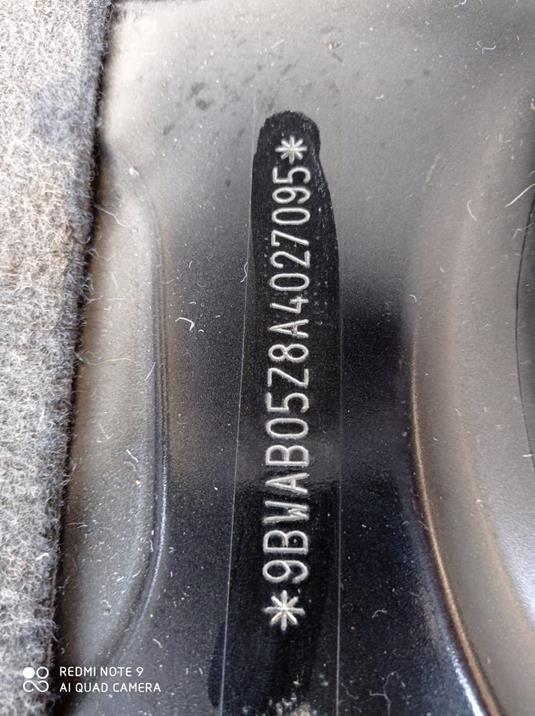 *9BWAB05Z8A4027095*
REDMI NOTE 9
AI QUAD CAMERA